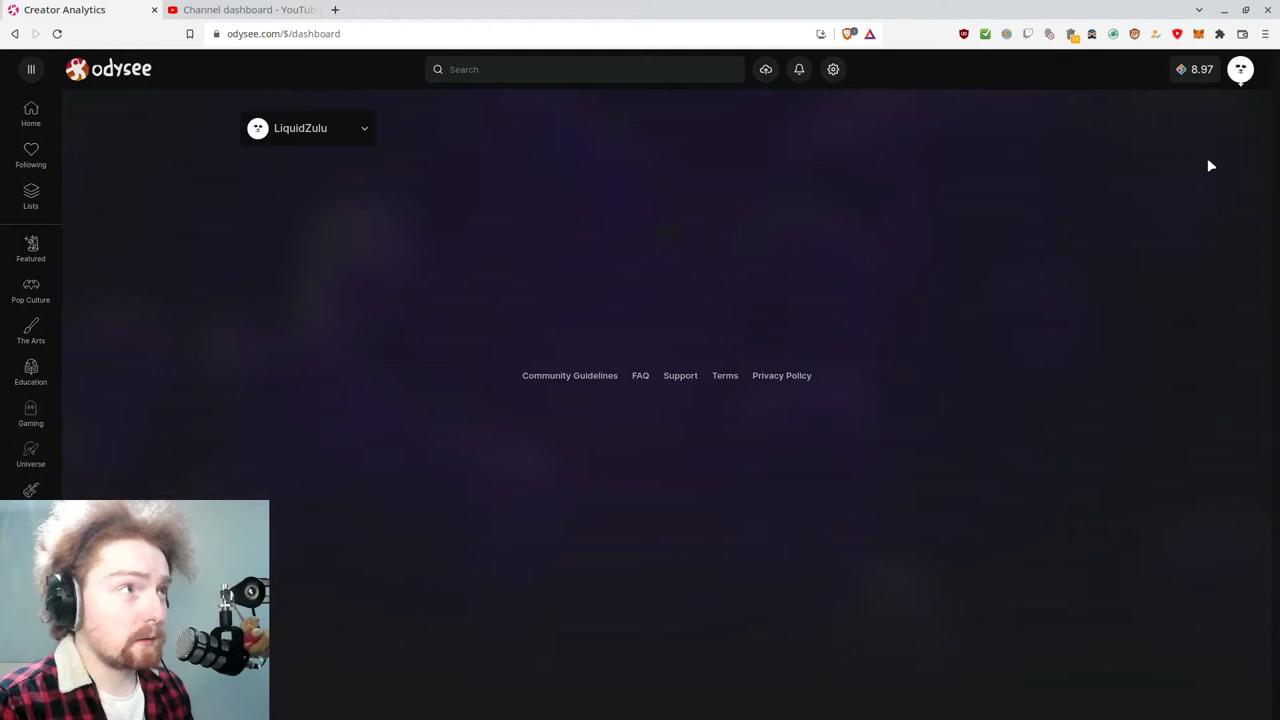 Creator Analytics
Channel dashboard - YouTub
odysee.com/$/dashboard
odysee
Search
8.97
Home
Following
Lists
Featured
Pop Culture
The Arts
Education
Gaming
Universe
LiquidZulu
Community Guidelines
FAQ
Support
Terms
Privacy Policy